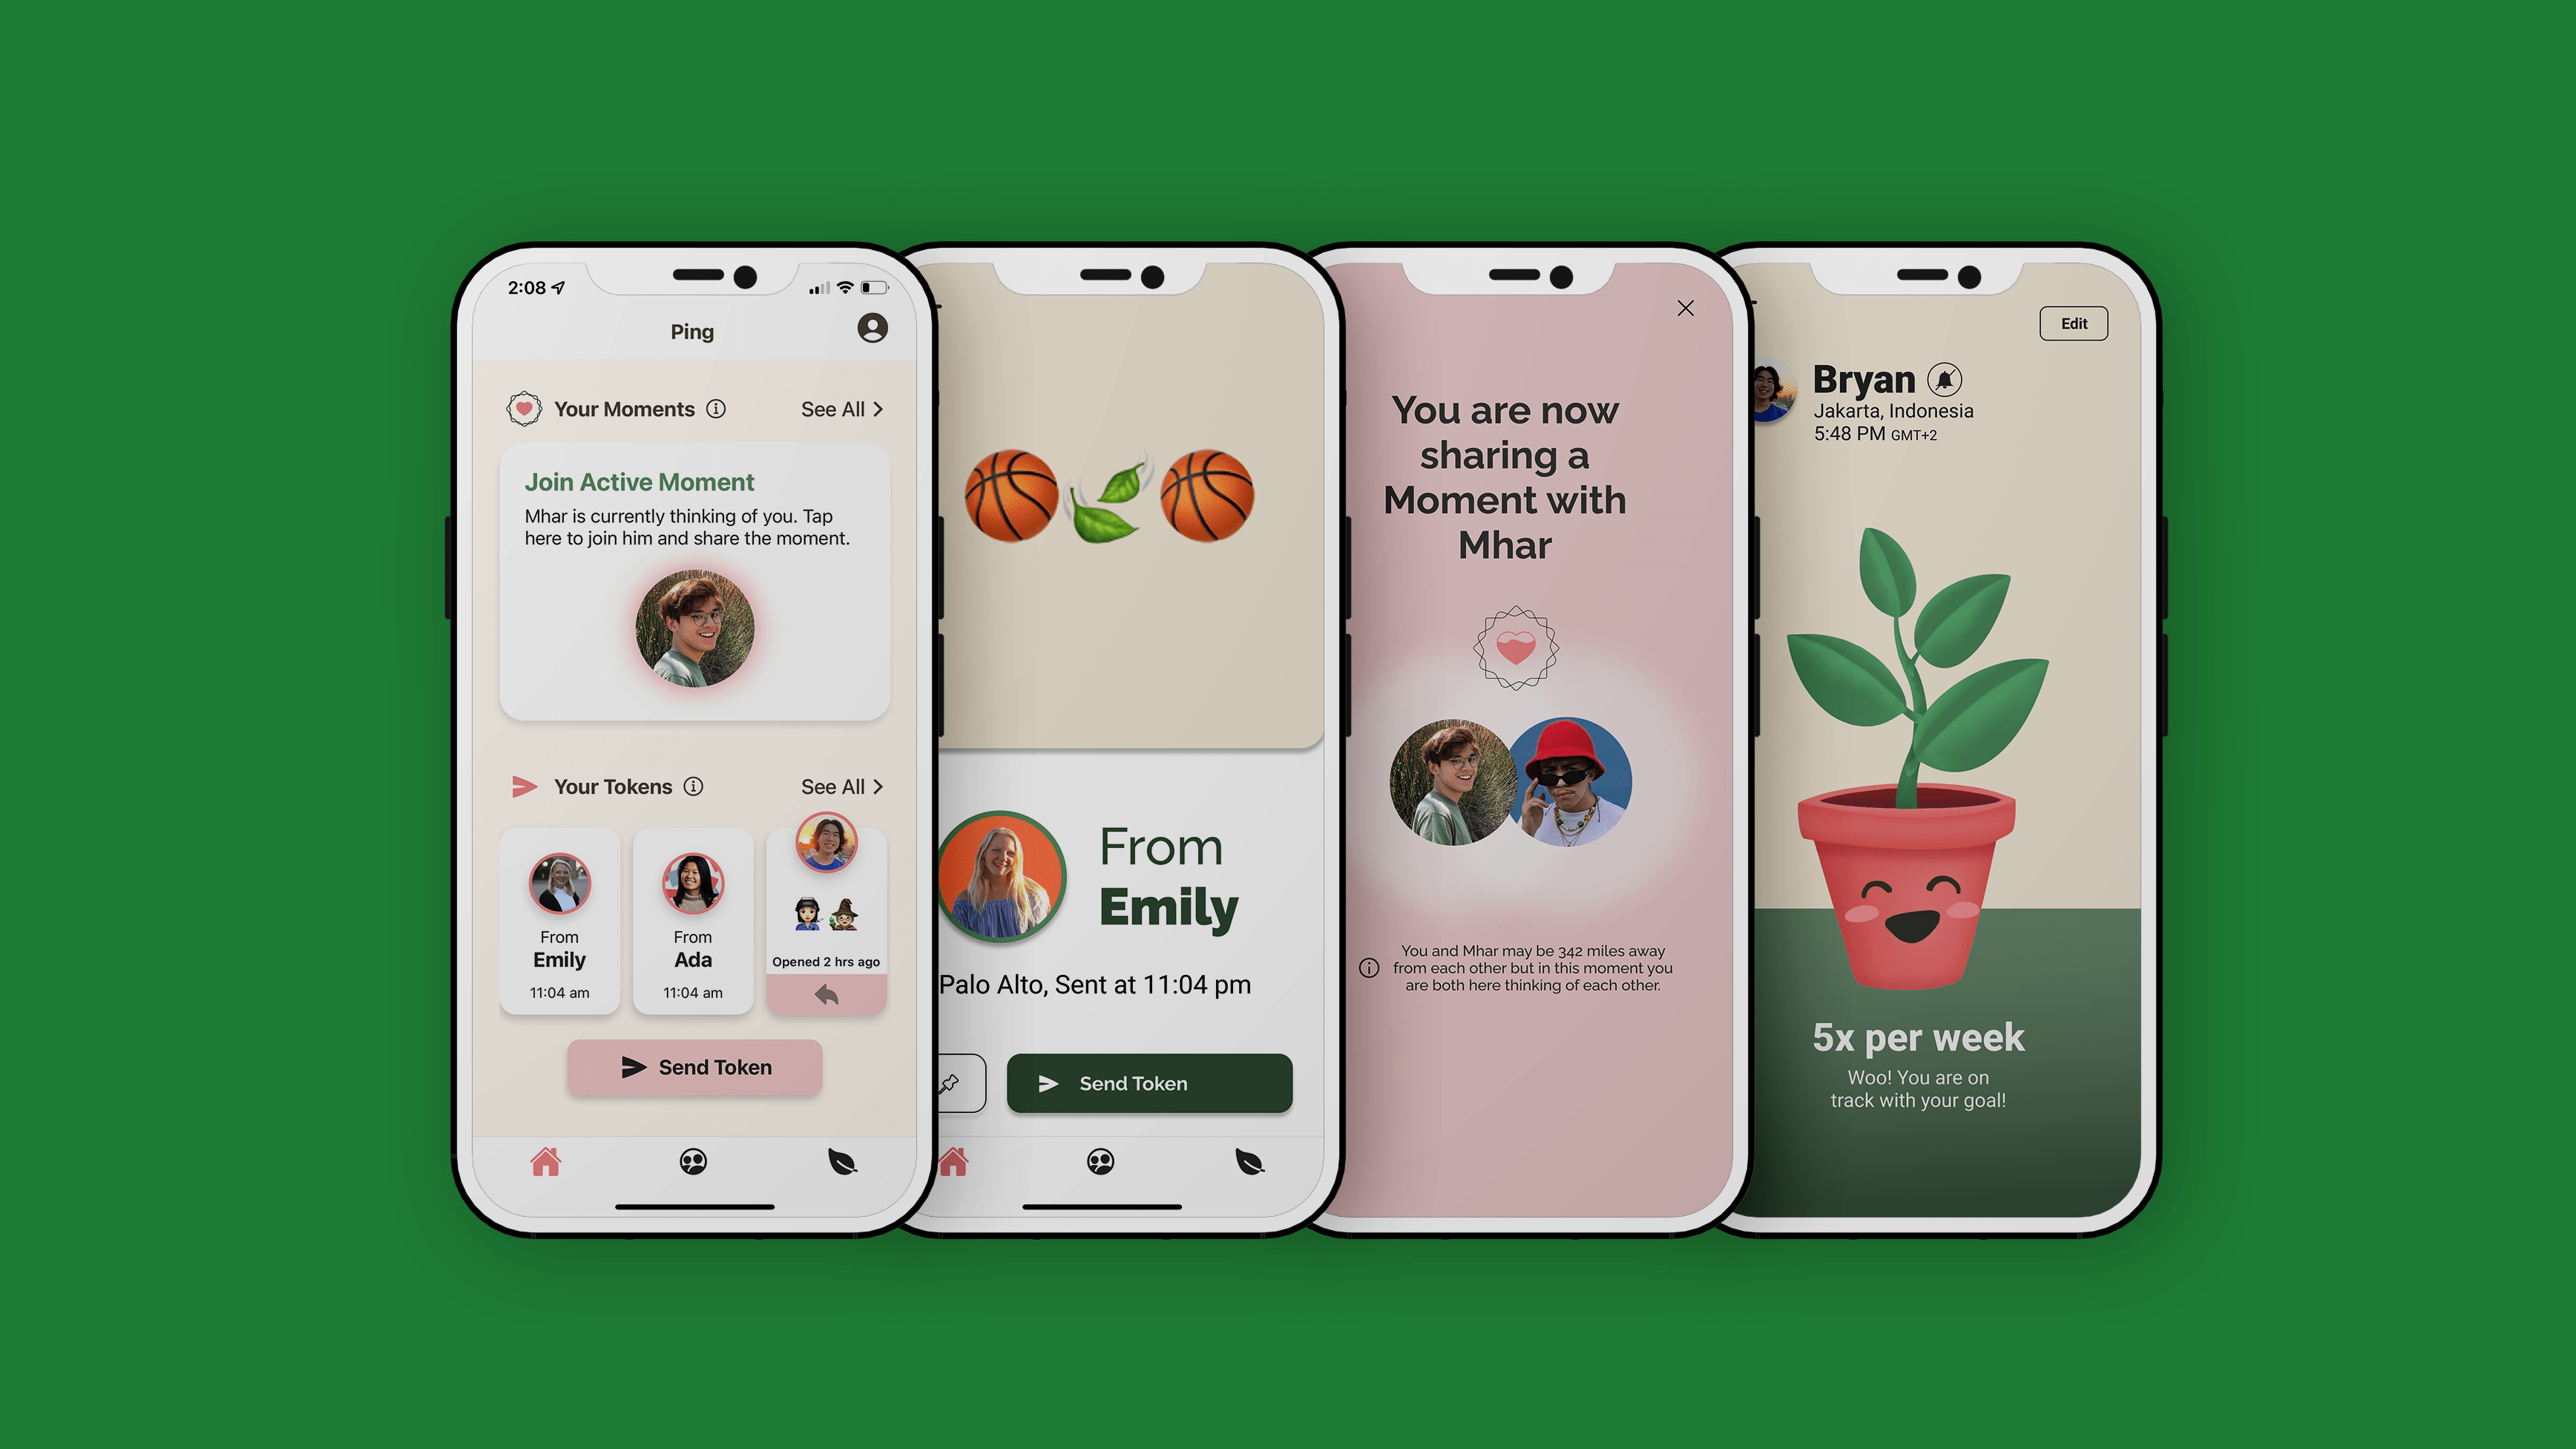 2:08
Ping
Your Moments
See All
Join Active Moment
Mhar is currently thinking of you. Tap
here to join him and share the moment.
Your Tokens
See All
From
Emily
11:04 am
From
Ada
11:04 am
Opened 2 hrs ago
Send Token
From
Emily
Palo Alto, Sent at 11:04 pm
Send Token
You are now
sharing a
Moment with
Mhar
You and Mhar may be 342 miles away
from each other but in this moment you
are both here thinking of each other.
Edit
Bryan
Jakarta, Indonesia
5:48 PM GMT+2
5x per week
Woo! You are on
track with your goal!